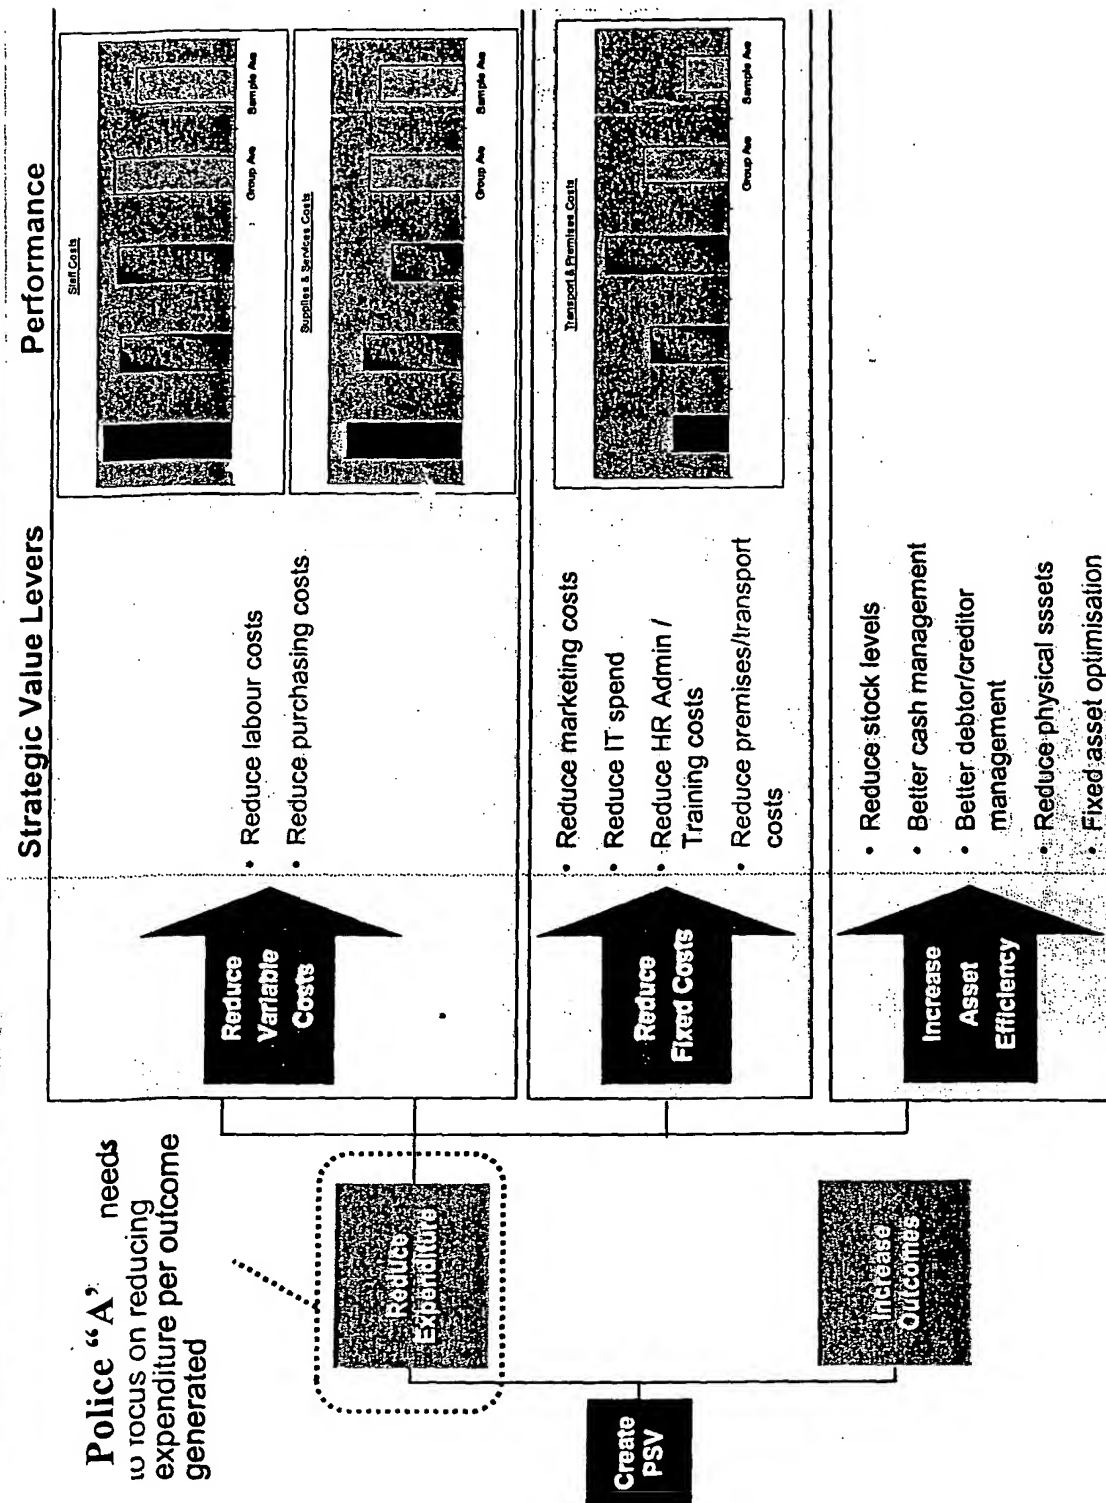 Police “A” needs
to focus on reducing
expenditure per outcome
generated
Create
PSV
Reduce
Expenditure
Increase
Outcomes
Strategic Value Levers
Performance
Reduce
Variable
Costs
• Reduce labour costs
• Reduce purchasing costs
Staff Costs
Group Ave
Sample Ave
Supplies & Services Costs
Group Ave
Sample Ave
Reduce
Fixed Costs
• Reduce marketing costs
• Reduce IT spend
• Reduce HR Admin /
Training costs
• Reduce premises/transport
costs
Transport & Premises Costs
Group Ave
Sample Ave
Increase
Asset
Efficiency
• Reduce stock levels
• Better cash management
• Better debtor/creditor
management
• Reduce physical sssets
• Fixed asset optimisation